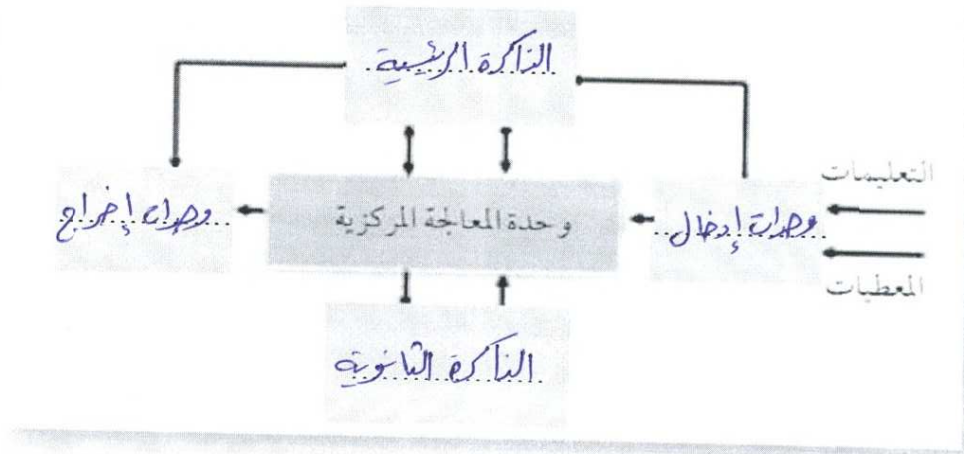 الذاكرة الرئيسية
التعليمات
وحدات إدخال
وحدة المعالجة المركزية
وحدات إخراج
المعطيات
الذاكرة الثانوية